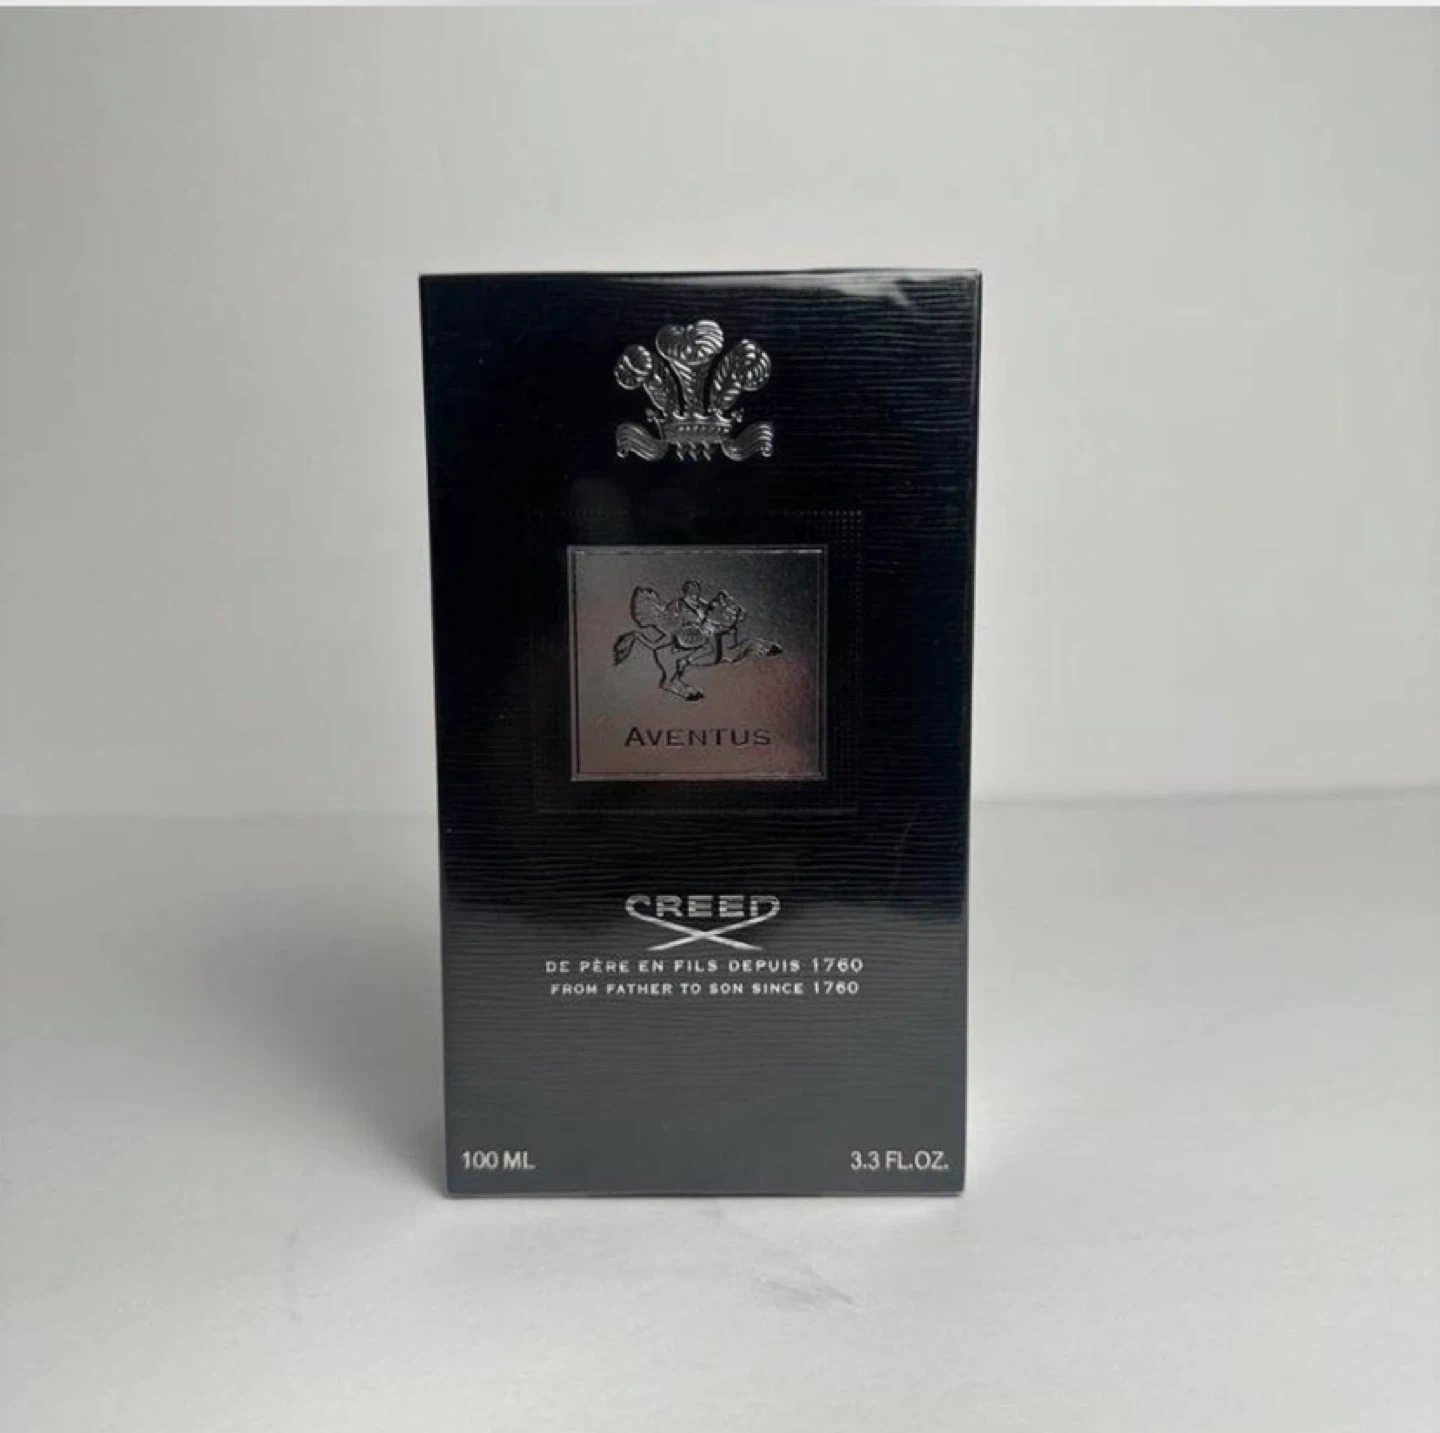 AVENTUS
CREED
DE PÈRE EN FILS DEPUIS 1760
FROM FATHER TO SON SINCE 1760
100 ML
3.3 FL.OZ.